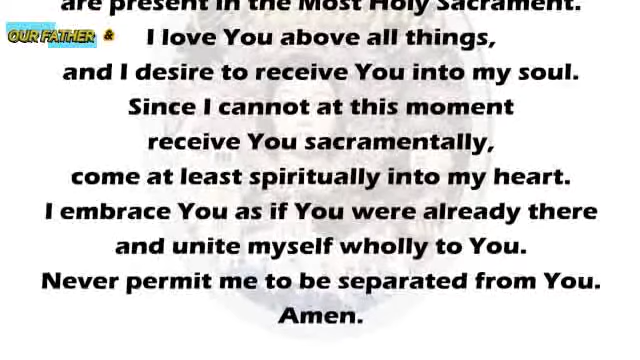 are present in the Most Holy Sacrament.
OUR FATHER &
I love You above all things,
and I desire to receive You into my soul.
Since I cannot at this moment
receive You sacramentally,
come at least spiritually into my heart.
I embrace You as if You were already there
and unite myself wholly to You.
Never permit me to be separated from You.
Amen.